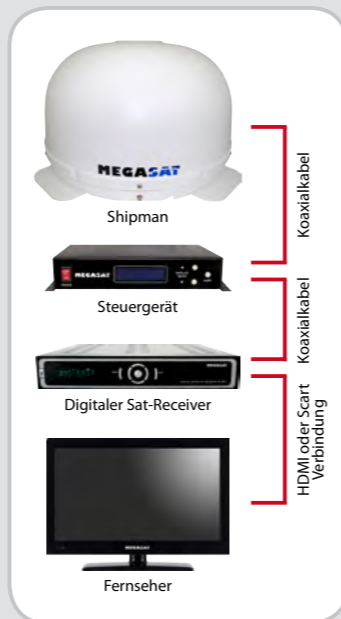 MEGASAT
Shipman
Koaxialkabel
MEGASAT
Steuergerät
Koaxialkabel
MEGASAT
Digitaler Sat-Receiver
HDMI oder Scart
Verbindung
MEGASAT
Fernseher